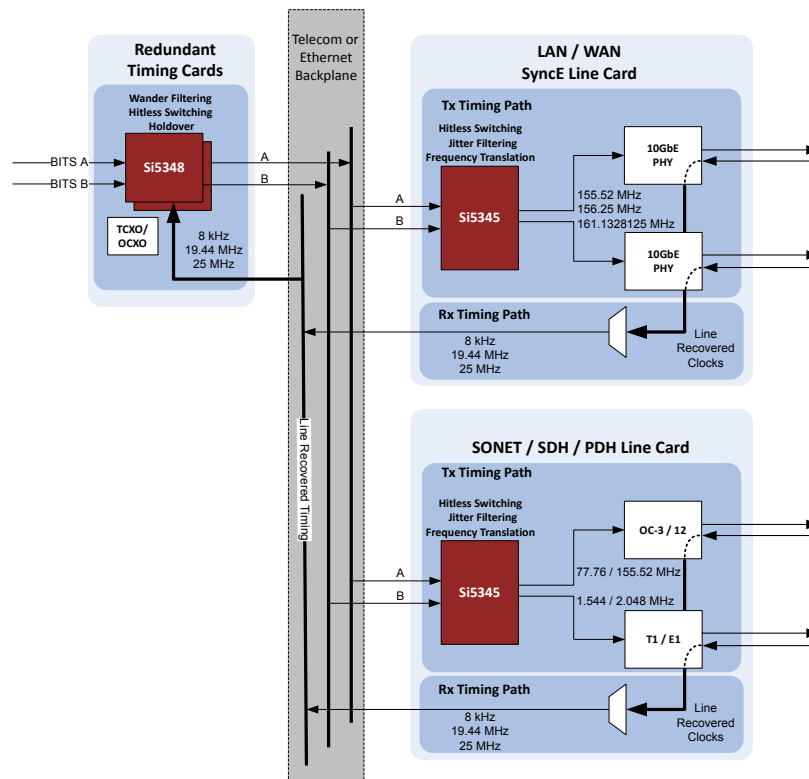 Redundant
Timing Cards
Wander Filtering
Hitless Switching
Holdover
Si5348
BITS A
BITS B
A
B
TCXO/
OCXO
8 kHz
19.44 MHz
25 MHz
Telecom or
Ethernet
Backplane
Line Recovered Timing
LAN / WAN
SyncE Line Card
Tx Timing Path
Hitless Switching
Jitter Filtering
Frequency Translation
A
B
Si5345
155.52 MHz
156.25 MHz
161.1328125 MHz
10GbE
PHY
10GbE
PHY
Rx Timing Path
8 kHz
19.44 MHz
25 MHz
Line
Recovered
Clocks
SONET / SDH / PDH Line Card
Tx Timing Path
Hitless Switching
Jitter Filtering
Frequency Translation
A
B
Si5345
77.76 / 155.52 MHz
1.544 / 2.048 MHz
OC-3 / 12
T1 / E1
Rx Timing Path
8 kHz
19.44 MHz
25 MHz
Line
Recovered
Clocks